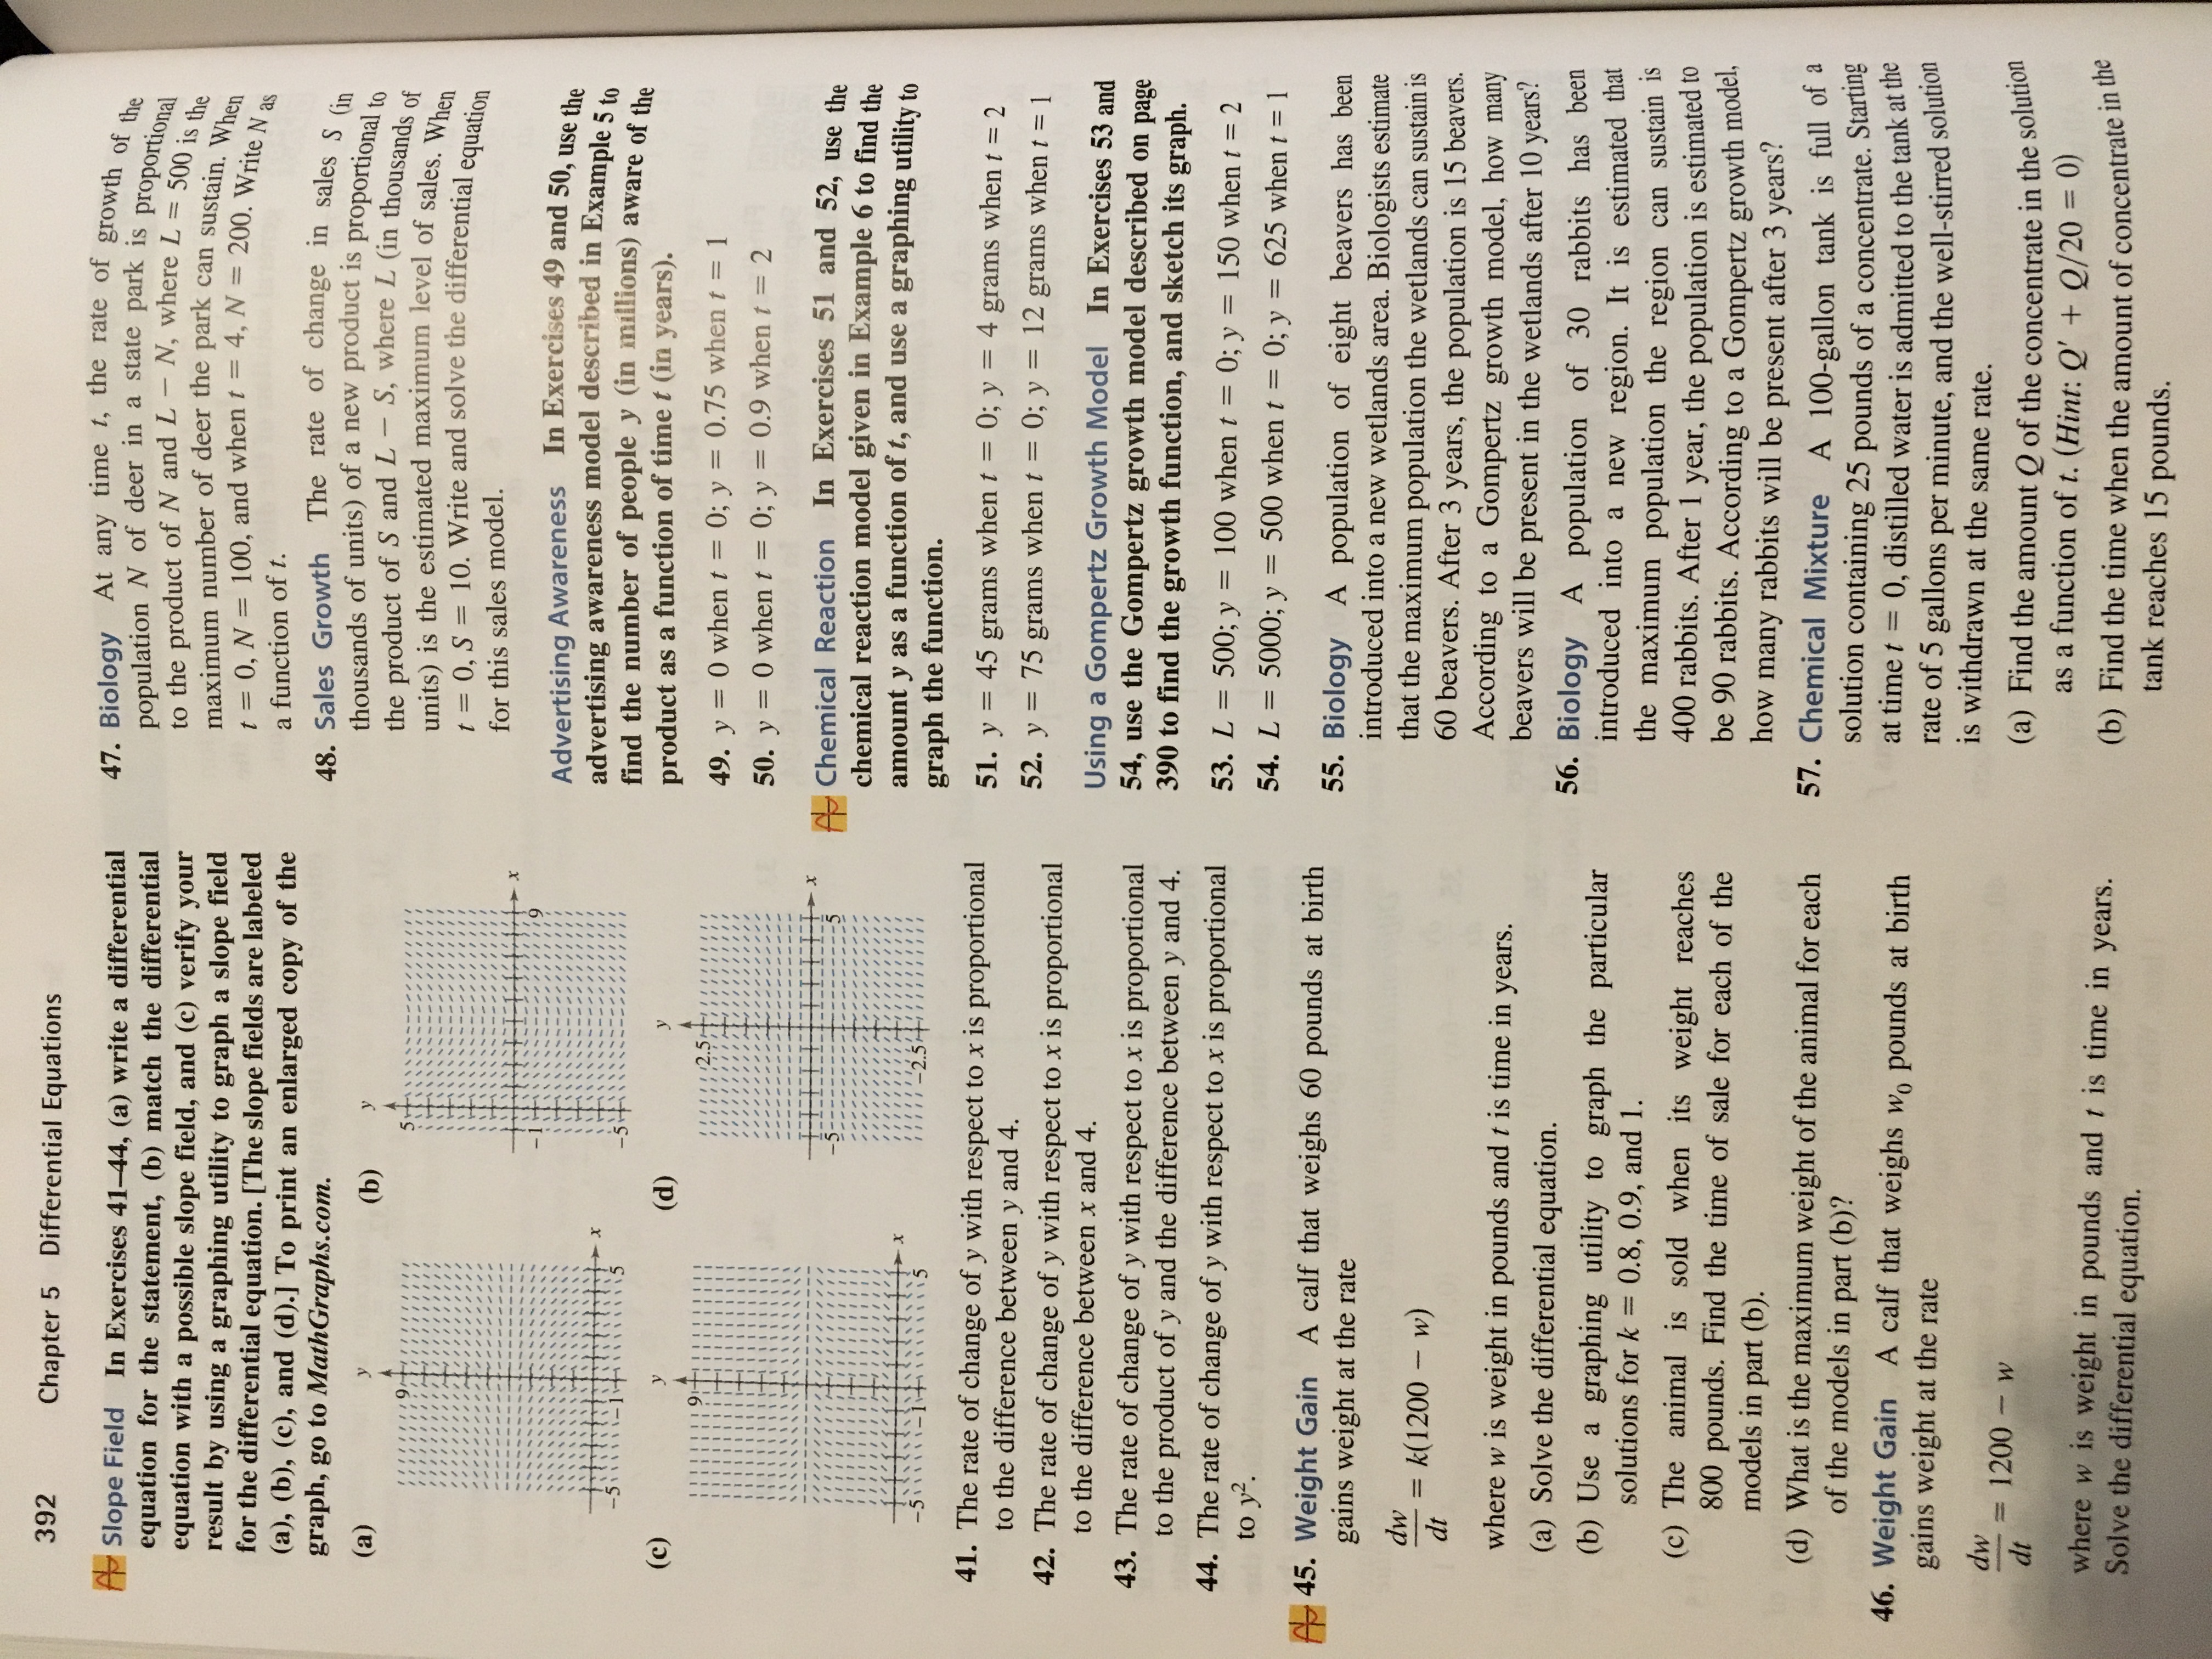 392 Chapter 5 Differential Equations
Slope Field In Exercises 41–44, (a) write a differential
equation for the statement, (b) match the differential
equation with a possible slope field, and (c) verify your
result by using a graphing utility to graph a slope field
for the differential equation. [The slope fields are labeled
(a), (b), (c), and (d).] To print an enlarged copy of the
graph, go to MathGraphs.com.
(a) y (b) y
9 5
x
-1 9
x
-5 -1 5 -5
(c) y (d) y
9 2.5
x
-5 5
x
-5 -1 5 -2.5
41. The rate of change of y with respect to x is proportional
to the difference between y and 4.
42. The rate of change of y with respect to x is proportional
to the difference between x and 4.
43. The rate of change of y with respect to x is proportional
to the product of y and the difference between y and 4.
44. The rate of change of y with respect to x is proportional
to y².
45. Weight Gain A calf that weighs 60 pounds at birth
gains weight at the rate
dw/dt = k(1200 − w)
where w is weight in pounds and t is time in years.
(a) Solve the differential equation.
(b) Use a graphing utility to graph the particular
solutions for k = 0.8, 0.9, and 1.
(c) The animal is sold when its weight reaches
800 pounds. Find the time of sale for each of the
models in part (b).
(d) What is the maximum weight of the animal for each
of the models in part (b)?
46. Weight Gain A calf that weighs w₀ pounds at birth
gains weight at the rate
dw/dt = 1200 − w
where w is weight in pounds and t is time in years.
Solve the differential equation.
47. Biology At any time t, the rate of growth of the
population N of deer in a state park is proportional
to the product of N and L − N, where L = 500 is the
maximum number of deer the park can sustain. When
t = 0, N = 100, and when t = 4, N = 200. Write N as
a function of t.
48. Sales Growth The rate of change in sales S (in
thousands of units) of a new product is proportional to
the product of S and L − S, where L (in thousands of
units) is the estimated maximum level of sales. When
t = 0, S = 10. Write and solve the differential equation
for this sales model.
Advertising Awareness In Exercises 49 and 50, use the
advertising awareness model described in Example 5 to
find the number of people y (in millions) aware of the
product as a function of time t (in years).
49. y = 0 when t = 0; y = 0.75 when t = 1
50. y = 0 when t = 0; y = 0.9 when t = 2
Chemical Reaction In Exercises 51 and 52, use the
chemical reaction model given in Example 6 to find the
amount y as a function of t, and use a graphing utility to
graph the function.
51. y = 45 grams when t = 0; y = 4 grams when t = 2
52. y = 75 grams when t = 0; y = 12 grams when t = 1
Using a Gompertz Growth Model In Exercises 53 and
54, use the Gompertz growth model described on page
390 to find the growth function, and sketch its graph.
53. L = 500; y = 100 when t = 0; y = 150 when t = 2
54. L = 5000; y = 500 when t = 0; y = 625 when t = 1
55. Biology A population of eight beavers has been
introduced into a new wetlands area. Biologists estimate
that the maximum population the wetlands can sustain is
60 beavers. After 3 years, the population is 15 beavers.
According to a Gompertz growth model, how many
beavers will be present in the wetlands after 10 years?
56. Biology A population of 30 rabbits has been
introduced into a new region. It is estimated that
the maximum population the region can sustain is
400 rabbits. After 1 year, the population is estimated to
be 90 rabbits. According to a Gompertz growth model,
how many rabbits will be present after 3 years?
57. Chemical Mixture A 100-gallon tank is full of a
solution containing 25 pounds of a concentrate. Starting
at time t = 0, distilled water is admitted to the tank at the
rate of 5 gallons per minute, and the well-stirred solution
is withdrawn at the same rate.
(a) Find the amount Q of the concentrate in the solution
as a function of t. (Hint: Q′ + Q/20 = 0)
(b) Find the time when the amount of concentrate in the
tank reaches 15 pounds.